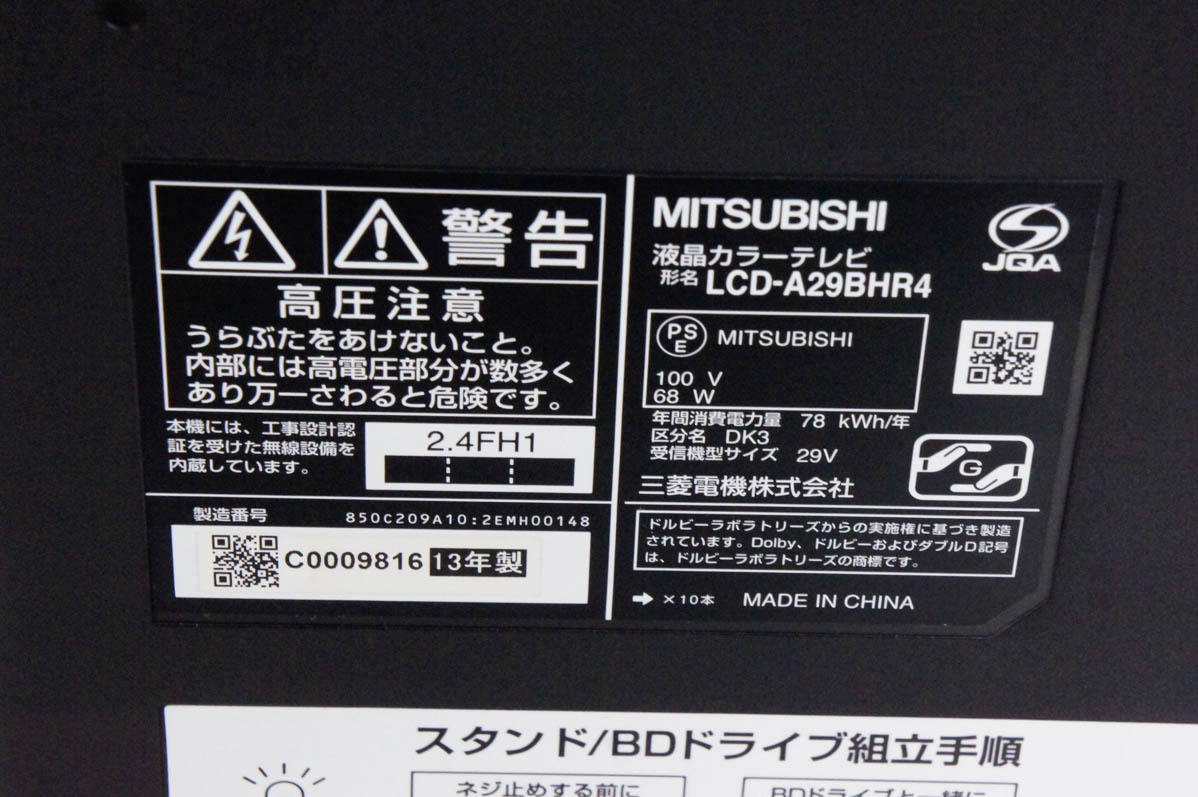 警告
高圧注意
うらぶたをあけないこと。
内部には高電圧部分が数多く
あり万一さわると危険です。
本機には、工事設計認
証を受けた無線設備を
内蔵しています。
2.4FH1
製造番号 850C209A10:2EMH00148
C0009816 13年製
MITSUBISHI
液晶カラーテレビ
形名 LCD-A29BHR4
JQA
PSE MITSUBISHI
100 V
68 W
年間消費電力量 78 kWh/年
区分名 DK3
受信機型サイズ 29V
G
三菱電機株式会社
ドルビーラボラトリーズからの実施権に基づき製造
されています。Dolby、ドルビーおよびダブルD記号
は、ドルビーラボラトリーズの商標です。
➡ ×10本 MADE IN CHINA
スタンド/BDドライブ組立手順
ネジ止めする前に
BDドライブと一緒に